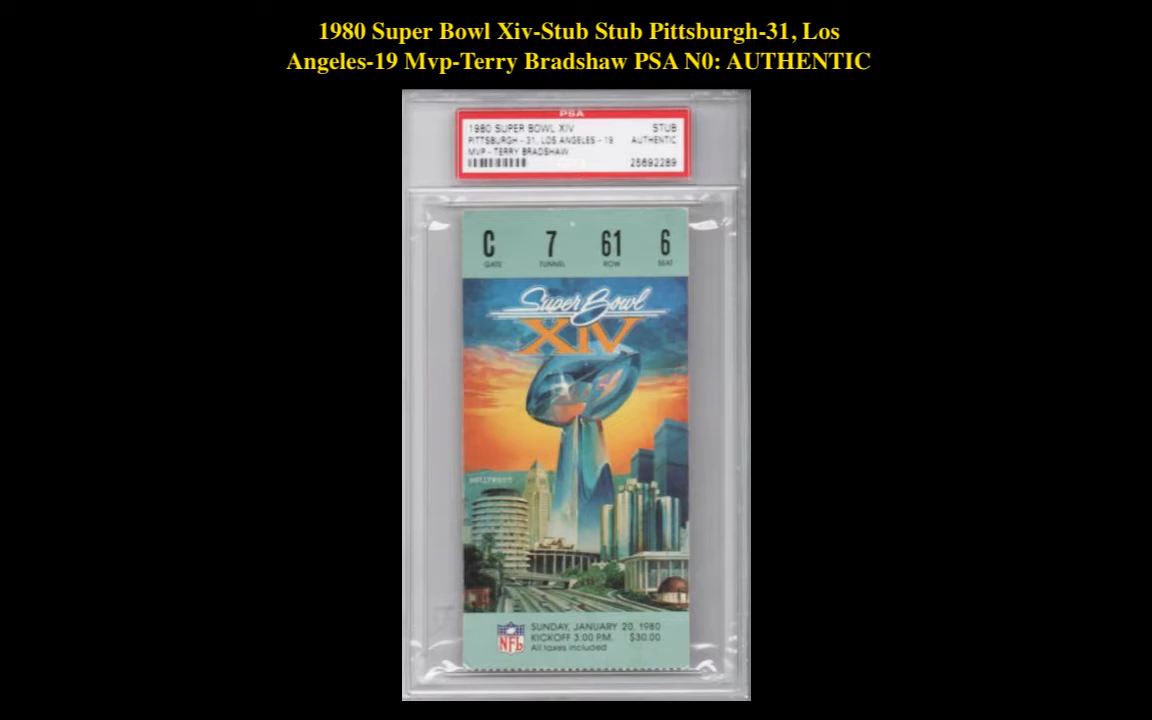 1980 Super Bowl Xiv-Stub Stub Pittsburgh-31, Los
Angeles-19 Mvp-Terry Bradshaw PSA N0: AUTHENTIC
PSA
1980 SUPER BOWL XIV STUB
PITTSBURGH - 31, LOS ANGELES - 19 AUTHENTIC
MVP - TERRY BRADSHAW
25692289
C 7 61 6
GATE TUNNEL ROW SEAT
Super Bowl
XIV
HOLLYWOOD
SUNDAY, JANUARY 20, 1980
KICKOFF 3:00 P.M. $30.00
All taxes included
NFL